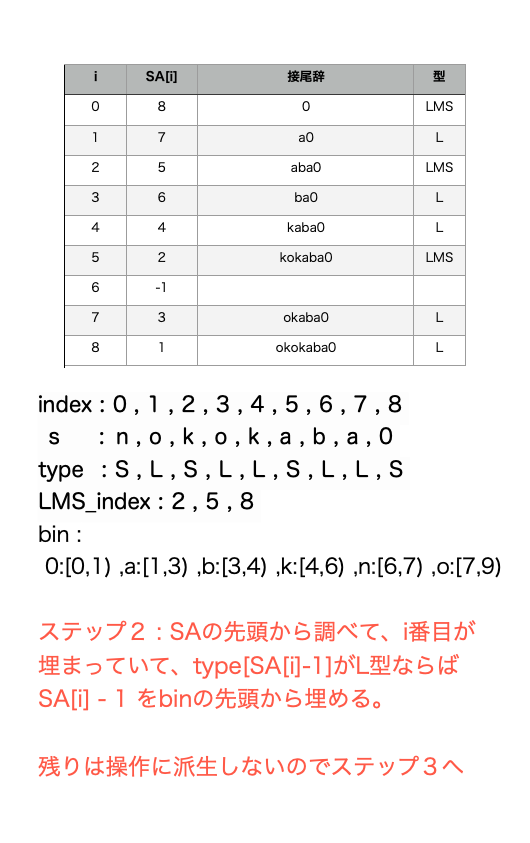 i SA[i] 接尾辞 型
0 8 0 LMS
1 7 a0 L
2 5 aba0 LMS
3 6 ba0 L
4 4 kaba0 L
5 2 kokaba0 LMS
6 -1
7 3 okaba0 L
8 1 okokaba0 L
index : 0 , 1 , 2 , 3 , 4 , 5 , 6 , 7 , 8
s : n , o , k , o , k , a , b , a , 0
type : S , L , S , L , L , S , L , L , S
LMS_index : 2 , 5 , 8
bin :
0:[0,1) ,a:[1,3) ,b:[3,4) ,k:[4,6) ,n:[6,7) ,o:[7,9)
ステップ２：SAの先頭から調べて、i番目が
埋まっていて、type[SA[i]-1]がL型ならば
SA[i] - 1 をbinの先頭から埋める。
残りは操作に派生しないのでステップ３へ